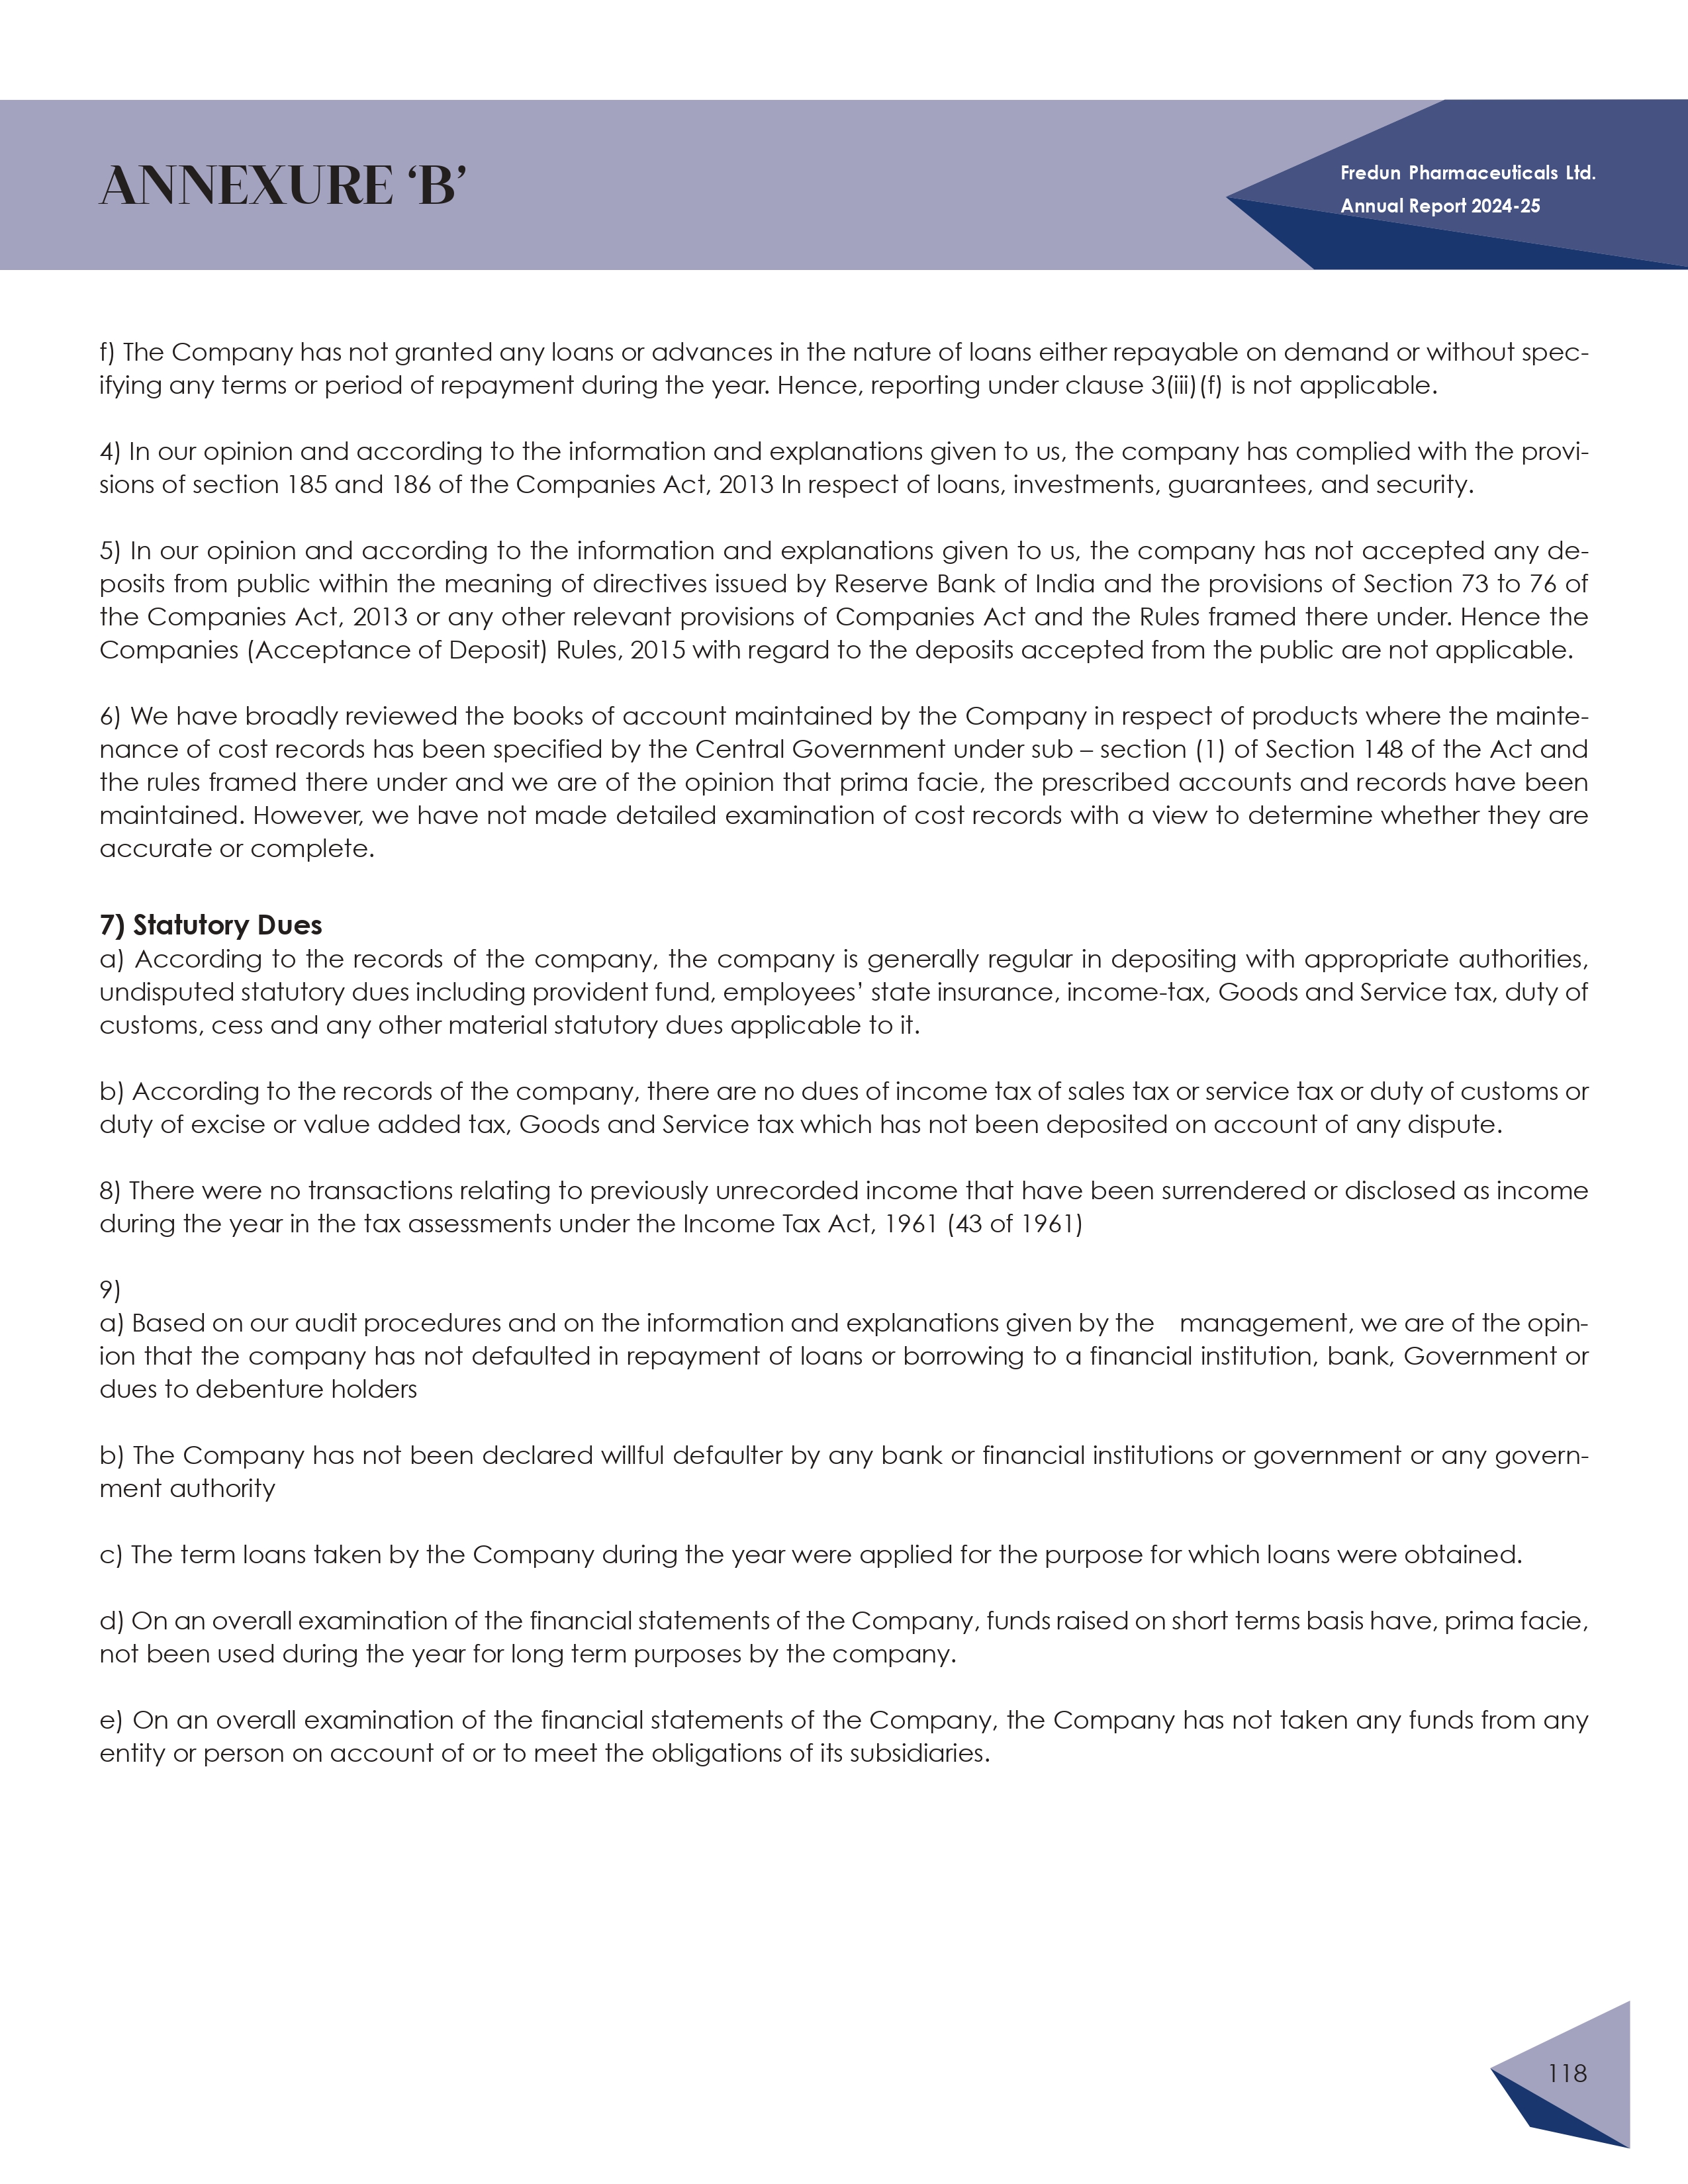 ANNEXURE ‘B’
Fredun Pharmaceuticals Ltd.
Annual Report 2024-25
f) The Company has not granted any loans or advances in the nature of loans either repayable on demand or without spec-
ifying any terms or period of repayment during the year. Hence, reporting under clause 3(iii)(f) is not applicable.
4) In our opinion and according to the information and explanations given to us, the company has complied with the provi-
sions of section 185 and 186 of the Companies Act, 2013 In respect of loans, investments, guarantees, and security.
5) In our opinion and according to the information and explanations given to us, the company has not accepted any de-
posits from public within the meaning of directives issued by Reserve Bank of India and the provisions of Section 73 to 76 of
the Companies Act, 2013 or any other relevant provisions of Companies Act and the Rules framed there under. Hence the
Companies (Acceptance of Deposit) Rules, 2015 with regard to the deposits accepted from the public are not applicable.
6) We have broadly reviewed the books of account maintained by the Company in respect of products where the mainte-
nance of cost records has been specified by the Central Government under sub – section (1) of Section 148 of the Act and
the rules framed there under and we are of the opinion that prima facie, the prescribed accounts and records have been
maintained. However, we have not made detailed examination of cost records with a view to determine whether they are
accurate or complete.
7) Statutory Dues
a) According to the records of the company, the company is generally regular in depositing with appropriate authorities,
undisputed statutory dues including provident fund, employees’ state insurance, income-tax, Goods and Service tax, duty of
customs, cess and any other material statutory dues applicable to it.
b) According to the records of the company, there are no dues of income tax of sales tax or service tax or duty of customs or
duty of excise or value added tax, Goods and Service tax which has not been deposited on account of any dispute.
8) There were no transactions relating to previously unrecorded income that have been surrendered or disclosed as income
during the year in the tax assessments under the Income Tax Act, 1961 (43 of 1961)
9)
a) Based on our audit procedures and on the information and explanations given by the management, we are of the opin-
ion that the company has not defaulted in repayment of loans or borrowing to a financial institution, bank, Government or
dues to debenture holders
b) The Company has not been declared willful defaulter by any bank or financial institutions or government or any govern-
ment authority
c) The term loans taken by the Company during the year were applied for the purpose for which loans were obtained.
d) On an overall examination of the financial statements of the Company, funds raised on short terms basis have, prima facie,
not been used during the year for long term purposes by the company.
e) On an overall examination of the financial statements of the Company, the Company has not taken any funds from any
entity or person on account of or to meet the obligations of its subsidiaries.
118